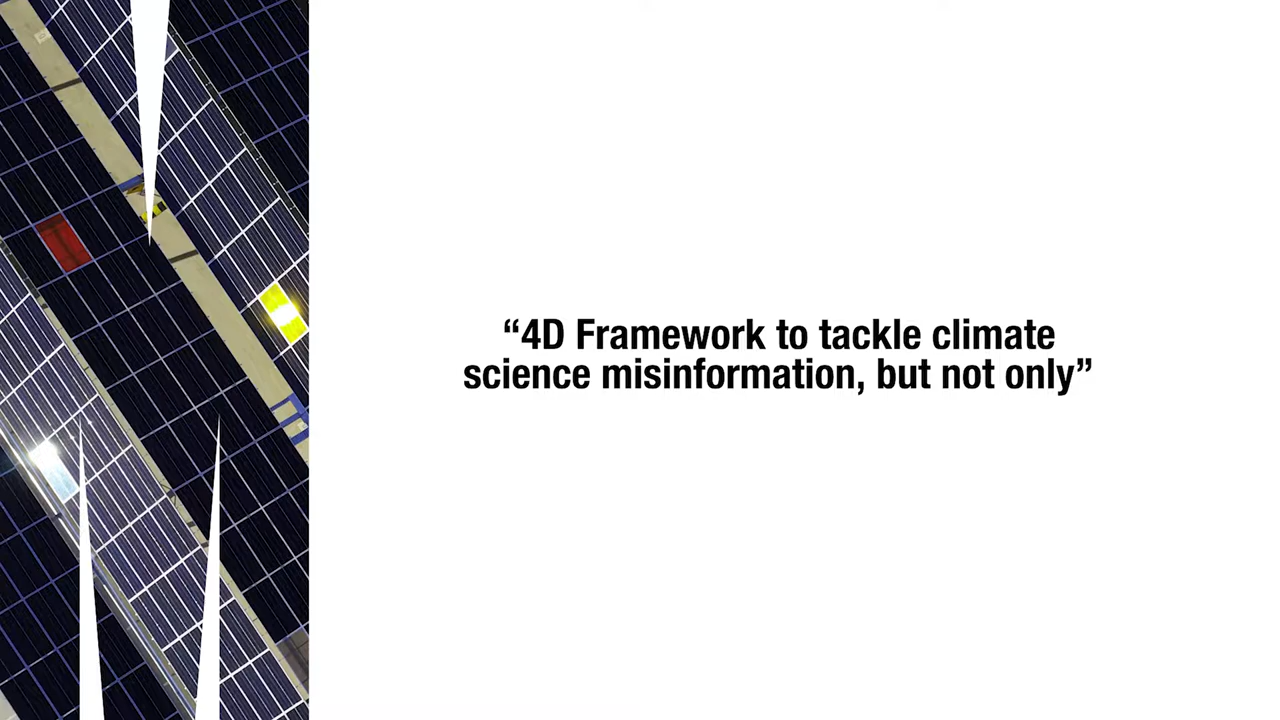 “4D Framework to tackle climate
science misinformation, but not only”